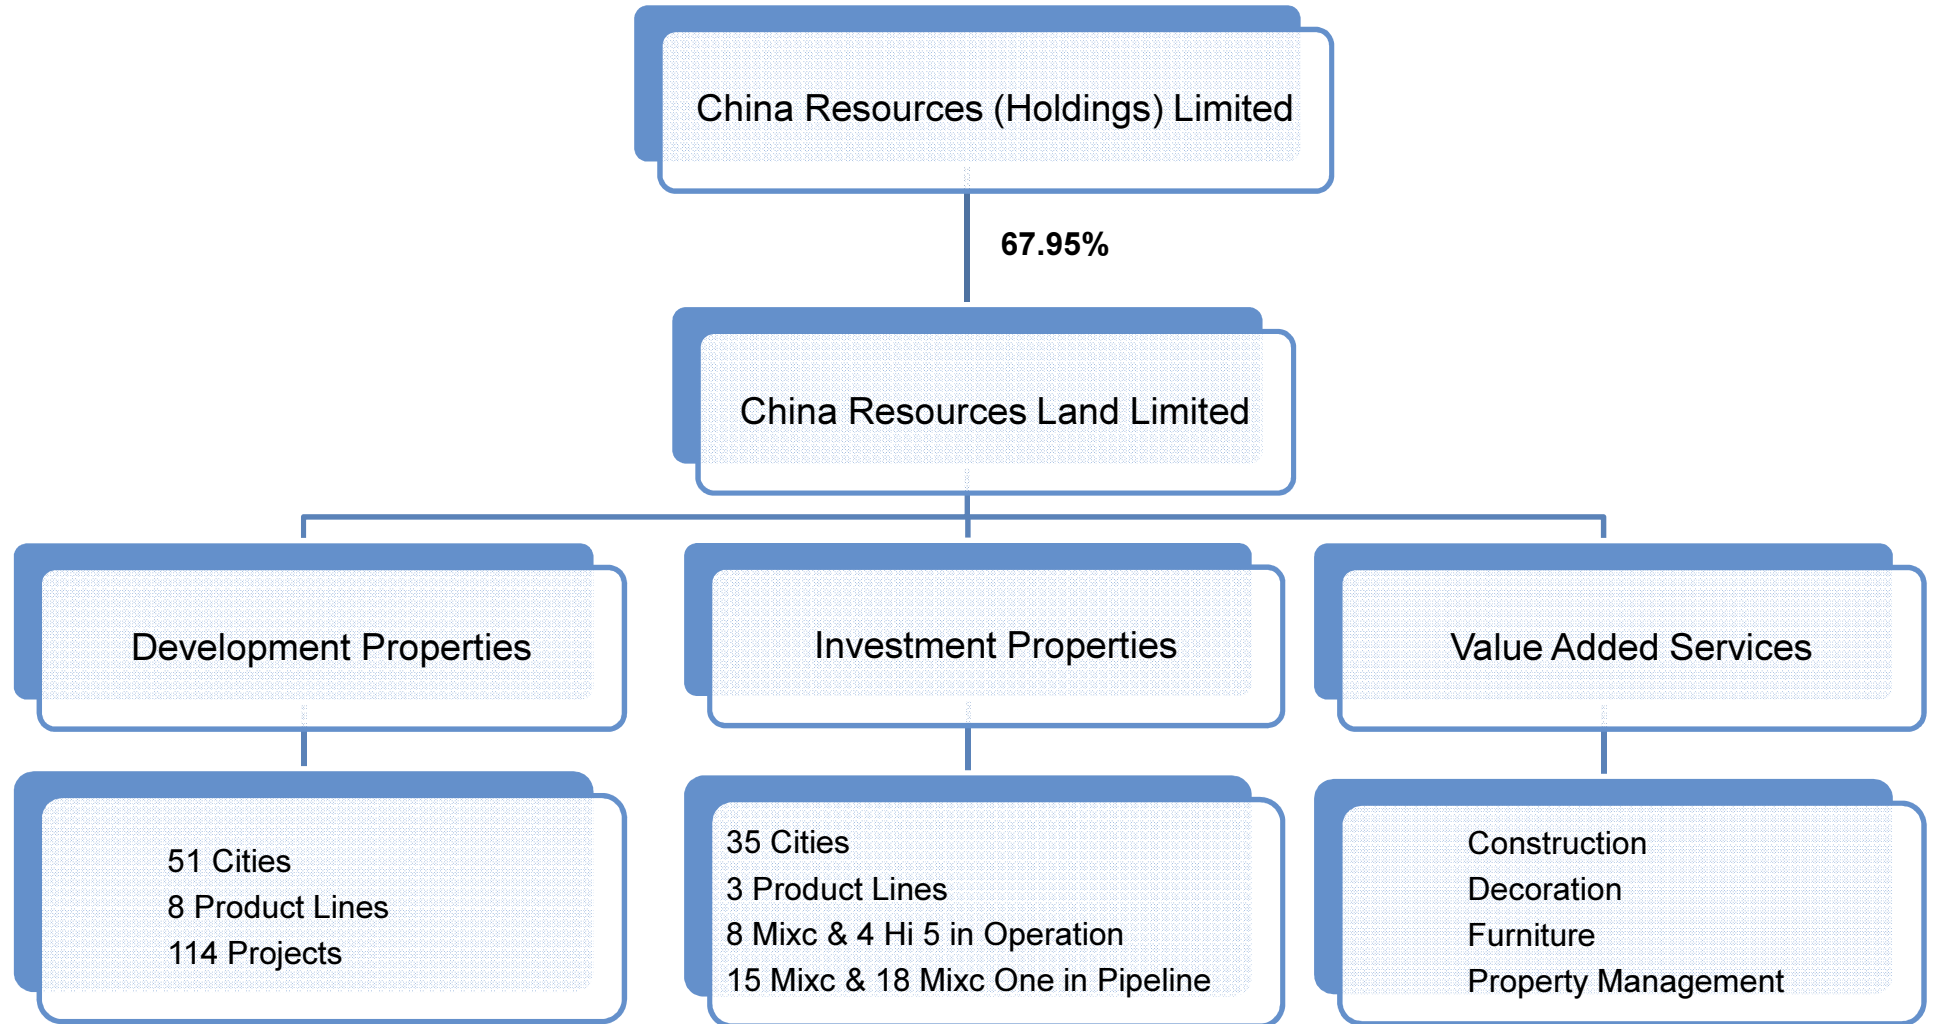 China Resources (Holdings) Limited
67.95%
China Resources Land Limited
Development Properties
Investment Properties
Value Added Services
51 Cities
8 Product Lines
114 Projects
35 Cities
3 Product Lines
8 Mixc & 4 Hi 5 in Operation
15 Mixc & 18 Mixc One in Pipeline
Construction
Decoration
Furniture
Property Management